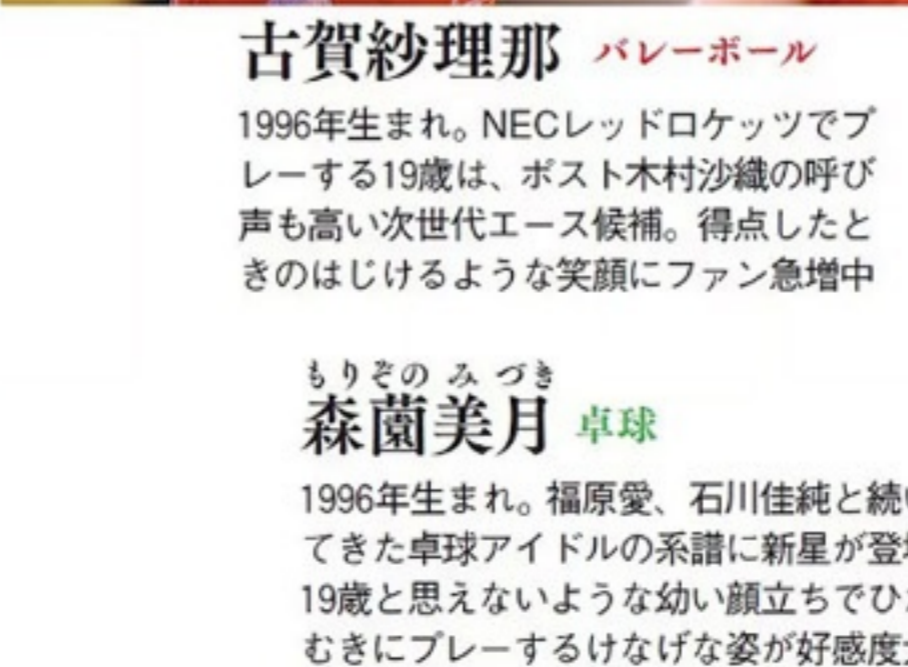 古賀紗理那 バレーボール
1996年生まれ。NECレッドロケッツでプ
レーする19歳は、ポスト木村沙織の呼び
声も高い次世代エース候補。得点したと
きのはじけるような笑顔にファン急増中
もりぞの みづき
森薗美月 卓球
1996年生まれ。福原愛、石川佳純と続い
てきた卓球アイドルの系譜に新星が登場
19歳と思えないような幼い顔立ちでひ
むきにプレーするけなげな姿が好感度